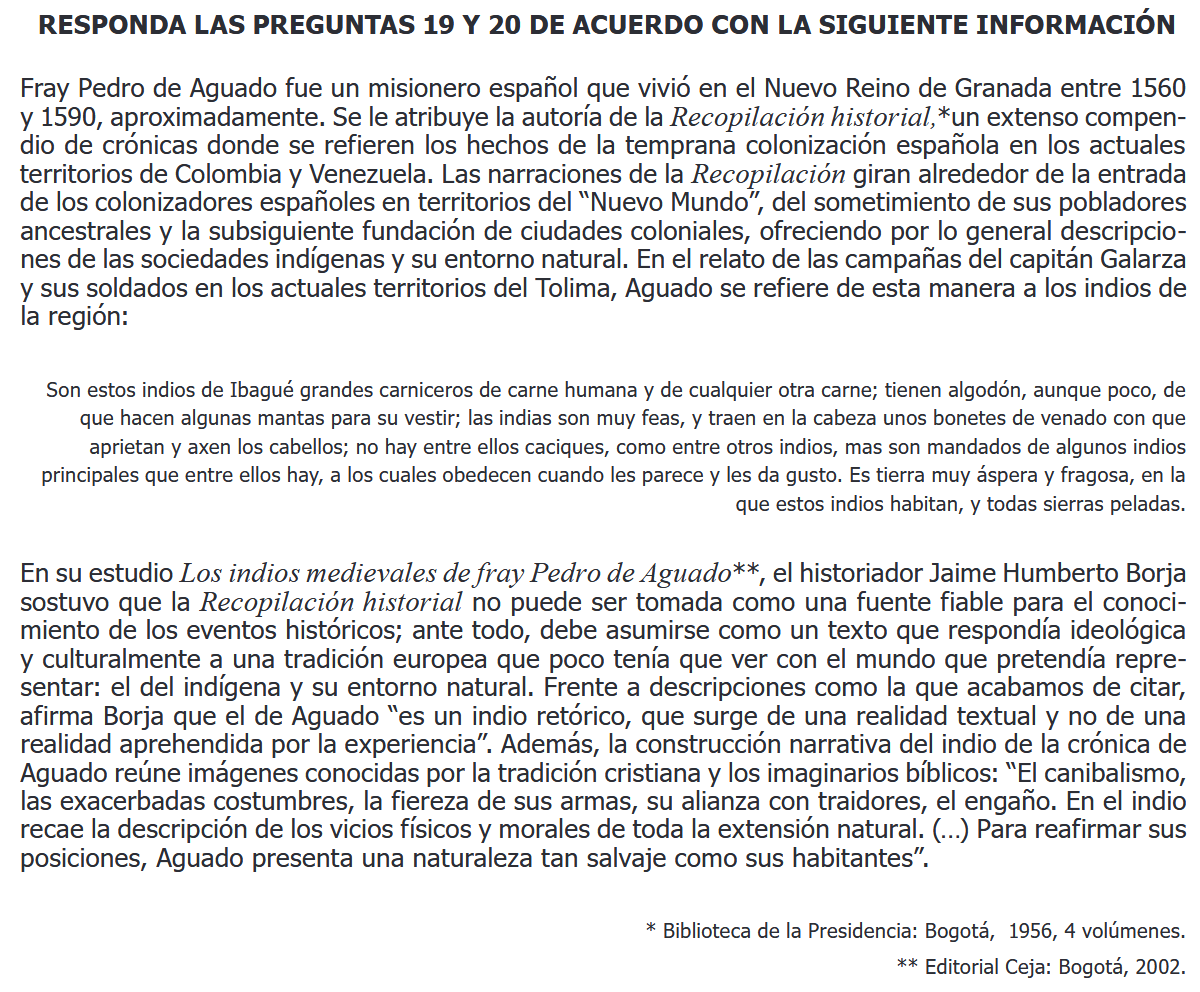 RESPONDA LAS PREGUNTAS 19 Y 20 DE ACUERDO CON LA SIGUIENTE INFORMACIÓN
Fray Pedro de Aguado fue un misionero español que vivió en el Nuevo Reino de Granada entre 1560
y 1590, aproximadamente. Se le atribuye la autoría de la Recopilación historial,*un extenso compen-
dio de crónicas donde se refieren los hechos de la temprana colonización española en los actuales
territorios de Colombia y Venezuela. Las narraciones de la Recopilación giran alrededor de la entrada
de los colonizadores españoles en territorios del “Nuevo Mundo”, del sometimiento de sus pobladores
ancestrales y la subsiguiente fundación de ciudades coloniales, ofreciendo por lo general descripcio-
nes de las sociedades indígenas y su entorno natural. En el relato de las campañas del capitán Galarza
y sus soldados en los actuales territorios del Tolima, Aguado se refiere de esta manera a los indios de
la región:
Son estos indios de Ibagué grandes carniceros de carne humana y de cualquier otra carne; tienen algodón, aunque poco, de
que hacen algunas mantas para su vestir; las indias son muy feas, y traen en la cabeza unos bonetes de venado con que
aprietan y axen los cabellos; no hay entre ellos caciques, como entre otros indios, mas son mandados de algunos indios
principales que entre ellos hay, a los cuales obedecen cuando les parece y les da gusto. Es tierra muy áspera y fragosa, en la
que estos indios habitan, y todas sierras peladas.
En su estudio Los indios medievales de fray Pedro de Aguado**, el historiador Jaime Humberto Borja
sostuvo que la Recopilación historial no puede ser tomada como una fuente fiable para el conoci-
miento de los eventos históricos; ante todo, debe asumirse como un texto que respondía ideológica
y culturalmente a una tradición europea que poco tenía que ver con el mundo que pretendía repre-
sentar: el del indígena y su entorno natural. Frente a descripciones como la que acabamos de citar,
afirma Borja que el de Aguado “es un indio retórico, que surge de una realidad textual y no de una
realidad aprehendida por la experiencia”. Además, la construcción narrativa del indio de la crónica de
Aguado reúne imágenes conocidas por la tradición cristiana y los imaginarios bíblicos: “El canibalismo,
las exacerbadas costumbres, la fiereza de sus armas, su alianza con traidores, el engaño. En el indio
recae la descripción de los vicios físicos y morales de toda la extensión natural. (…) Para reafirmar sus
posiciones, Aguado presenta una naturaleza tan salvaje como sus habitantes”.
* Biblioteca de la Presidencia: Bogotá, 1956, 4 volúmenes.
** Editorial Ceja: Bogotá, 2002.